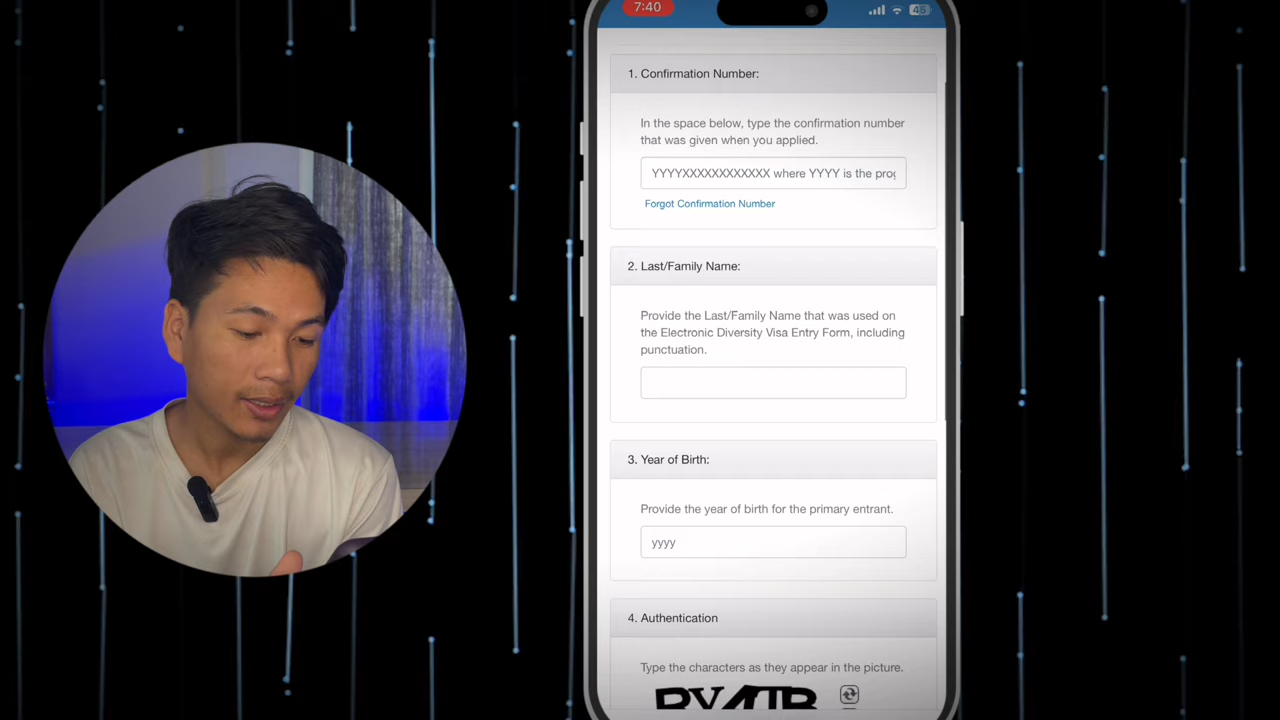 7:40
45
1. Confirmation Number:
In the space below, type the confirmation number
that was given when you applied.
YYYYXXXXXXXXXXXX where YYYY is the prog
Forgot Confirmation Number
2. Last/Family Name:
Provide the Last/Family Name that was used on
the Electronic Diversity Visa Entry Form, including
punctuation.
3. Year of Birth:
Provide the year of birth for the primary entrant.
yyyy
4. Authentication
Type the characters as they appear in the picture.